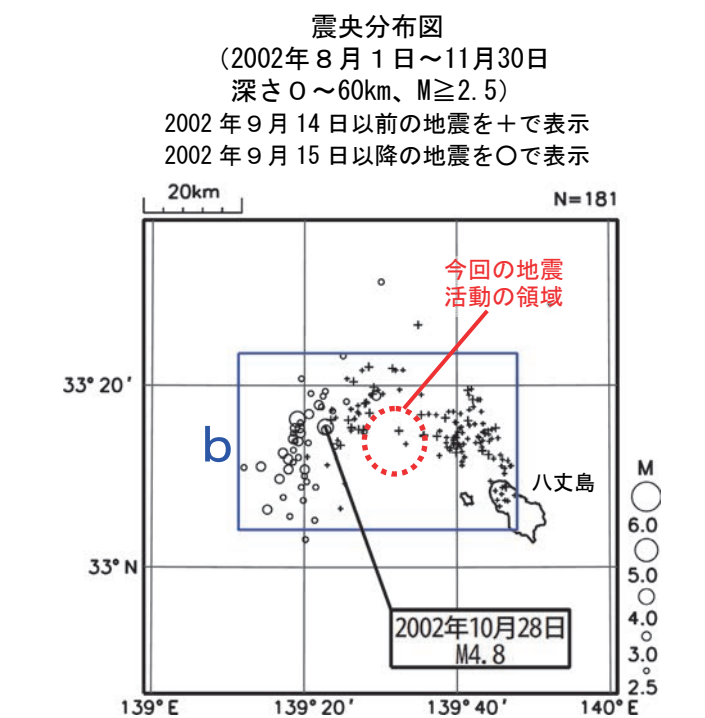 震央分布図
（2002年８月１日～11月30日
深さ０～60km、M≧2.5）
2002 年９月 14 日以前の地震を＋で表示
2002 年９月 15 日以降の地震を○で表示
20km
N=181
今回の地震
活動の領域
33°20′
b
八丈島
M
6.0
5.0
4.0
3.0
2.5
33°N
2002年10月28日
M4.8
139°E
139°20′
139°40′
140°E